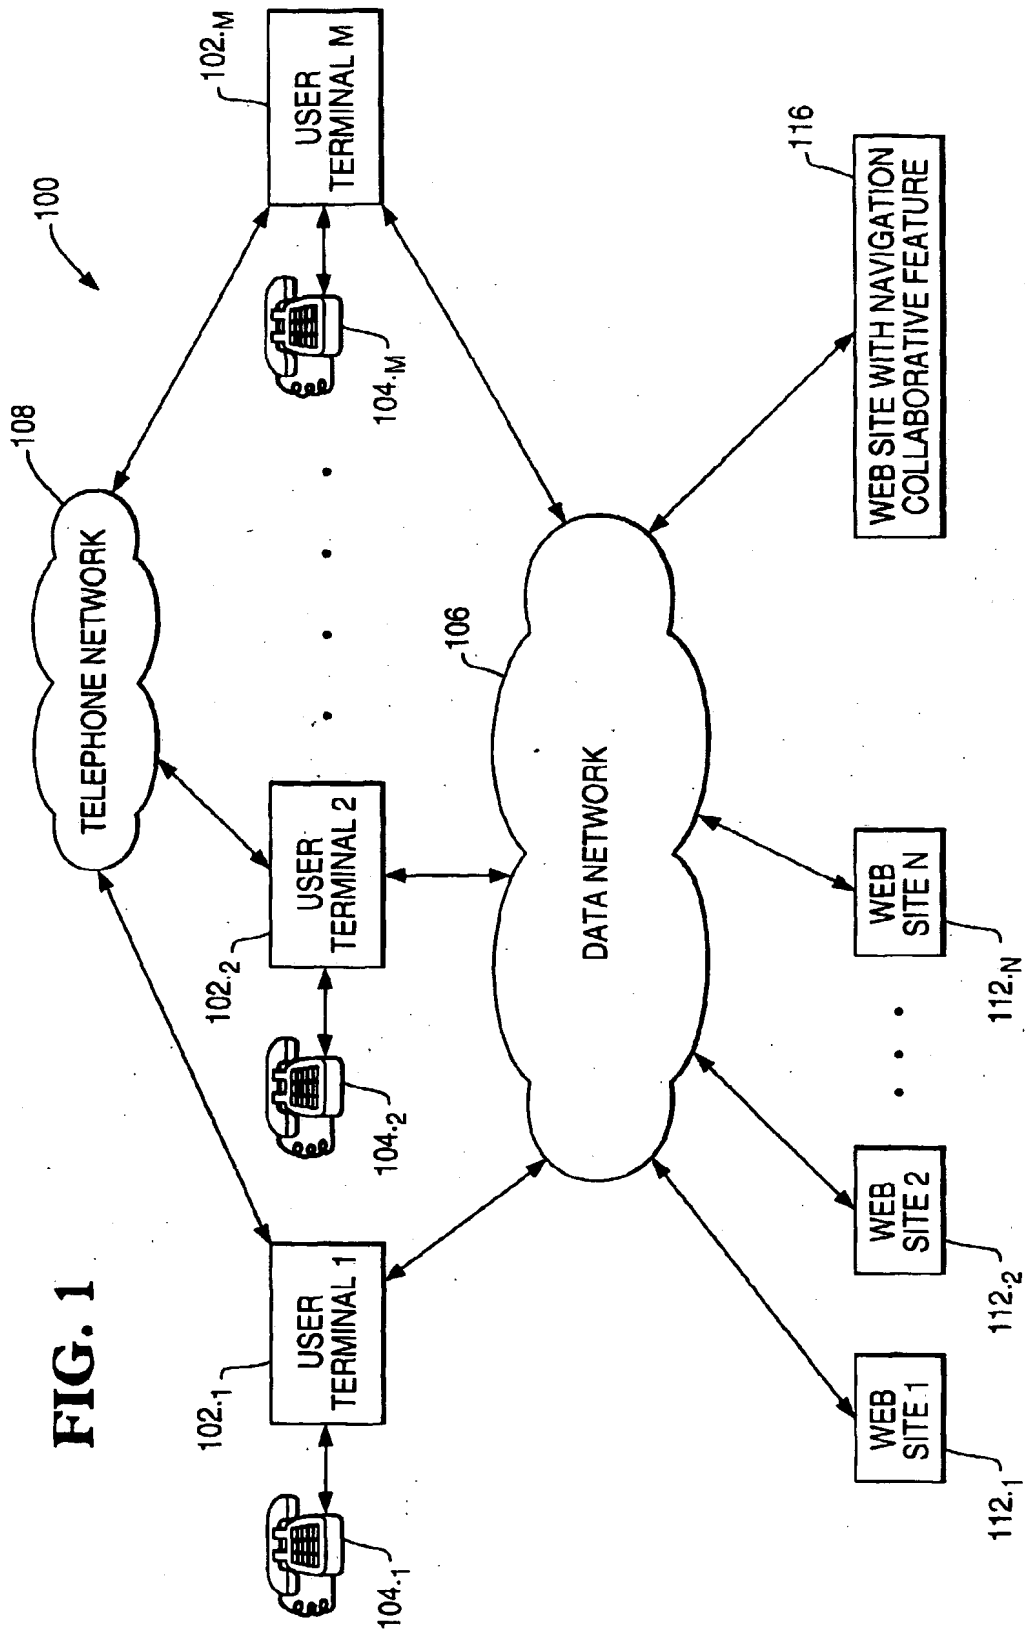 FIG. 1
100
108
TELEPHONE NETWORK
102.1
USER
TERMINAL 1
102.2
USER
TERMINAL 2
102.M
USER
TERMINAL M
104.1
104.2
104.M
106
DATA NETWORK
WEB
SITE 1
112.1
WEB
SITE 2
112.2
WEB
SITE N
112.N
116
WEB SITE WITH NAVIGATION
COLLABORATIVE FEATURE